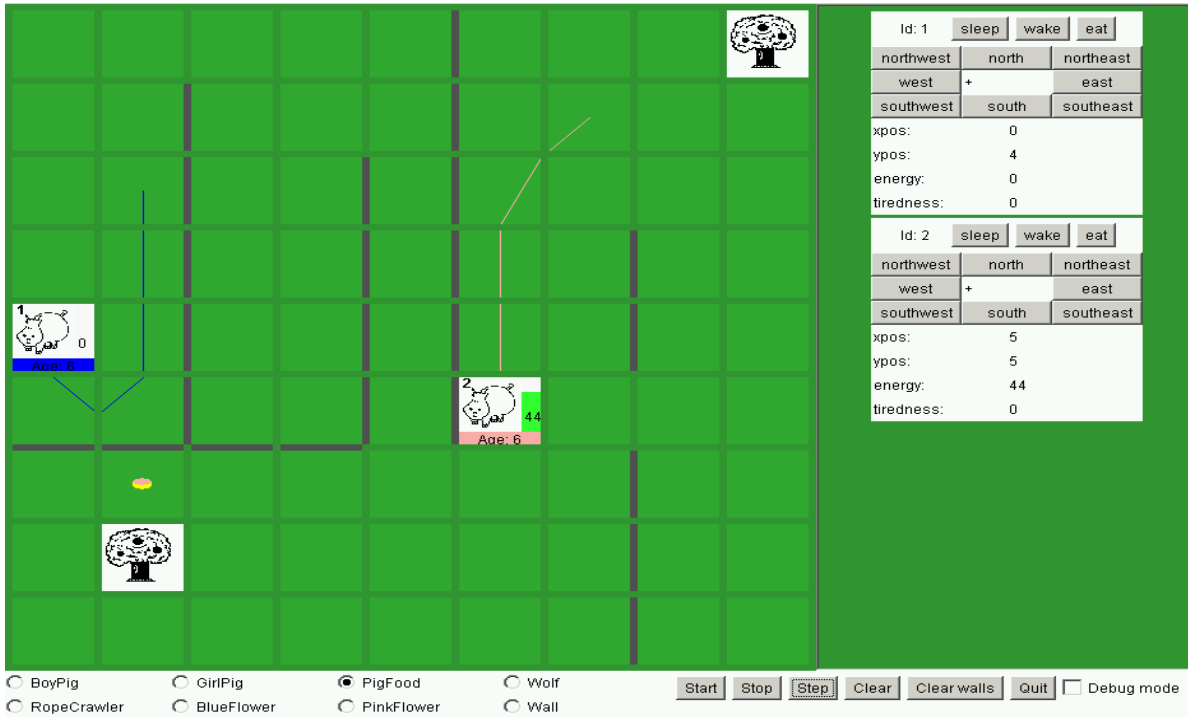 Id: 1 sleep wake eat
northwest north northeast
west + east
southwest south southeast
xpos: 0
ypos: 4
energy: 0
tiredness: 0
Id: 2 sleep wake eat
northwest north northeast
west + east
southwest south southeast
xpos: 5
ypos: 5
energy: 44
tiredness: 0
1
0
Age: 6
2
44
Age: 6
BoyPig GirlPig PigFood Wolf
RopeCrawler BlueFlower PinkFlower Wall
Start Stop Step Clear Clear walls Quit Debug mode